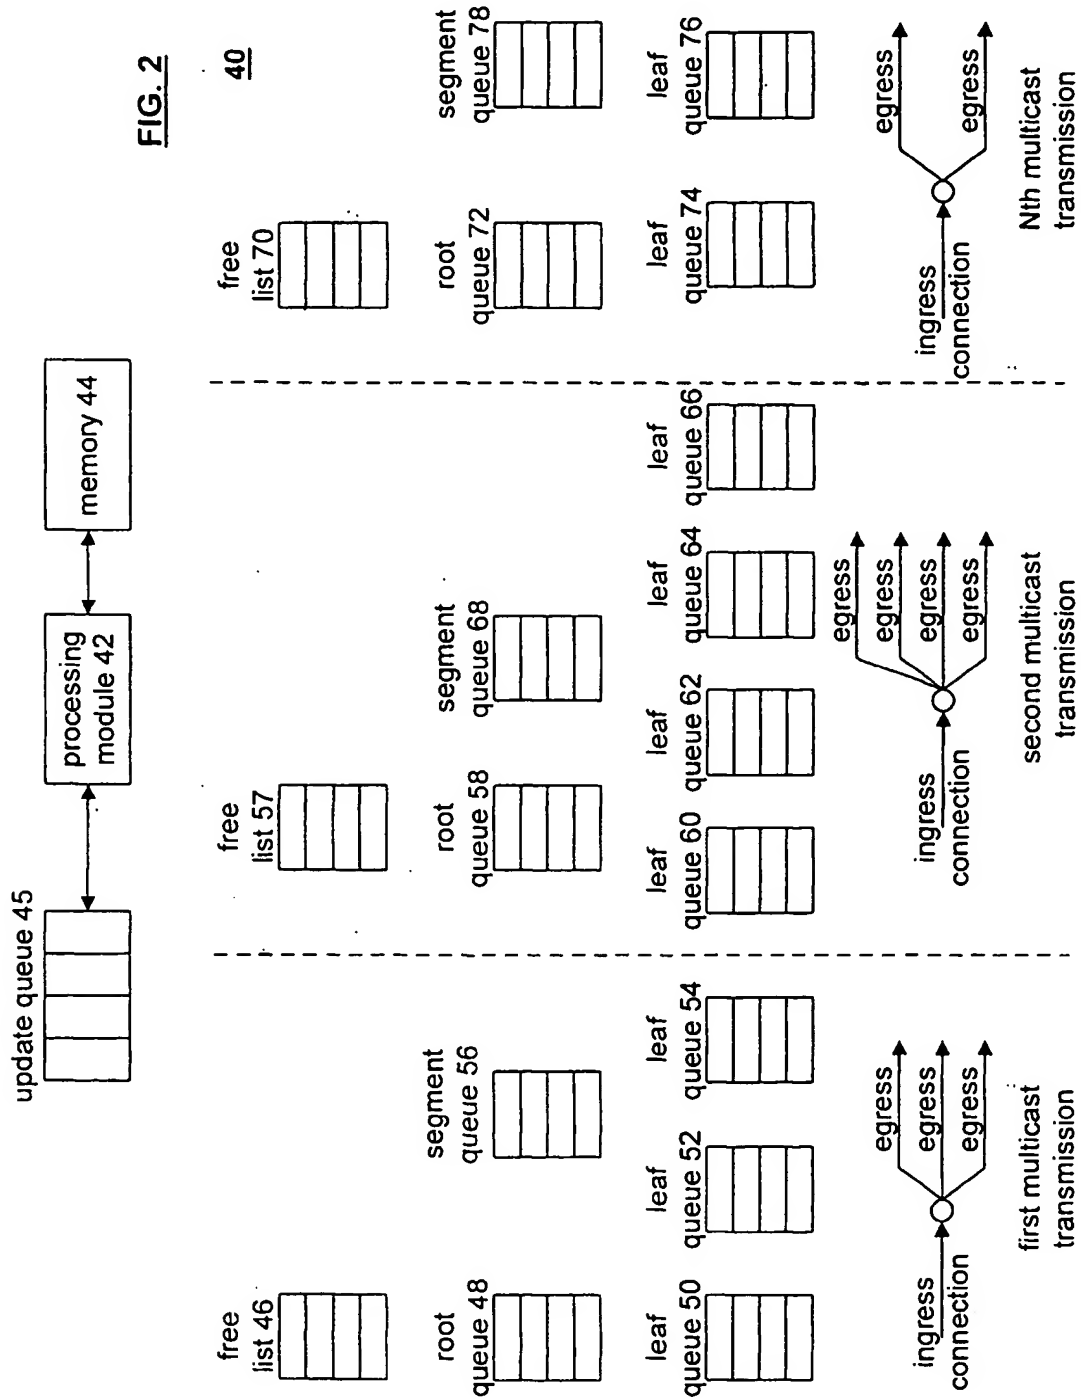 FIG. 2
40
update queue 45
processing
module 42
memory 44
free
list 46
root
queue 48
segment
queue 56
leaf
queue 50
leaf
queue 52
leaf
queue 54
ingress
connection
egress
egress
egress
first multicast
transmission
free
list 57
root
queue 58
segment
queue 68
leaf
queue 60
leaf
queue 62
leaf
queue 64
leaf
queue 66
ingress
connection
egress
egress
egress
egress
second multicast
transmission
free
list 70
root
queue 72
segment
queue 78
leaf
queue 74
leaf
queue 76
ingress
connection
egress
egress
Nth multicast
transmission